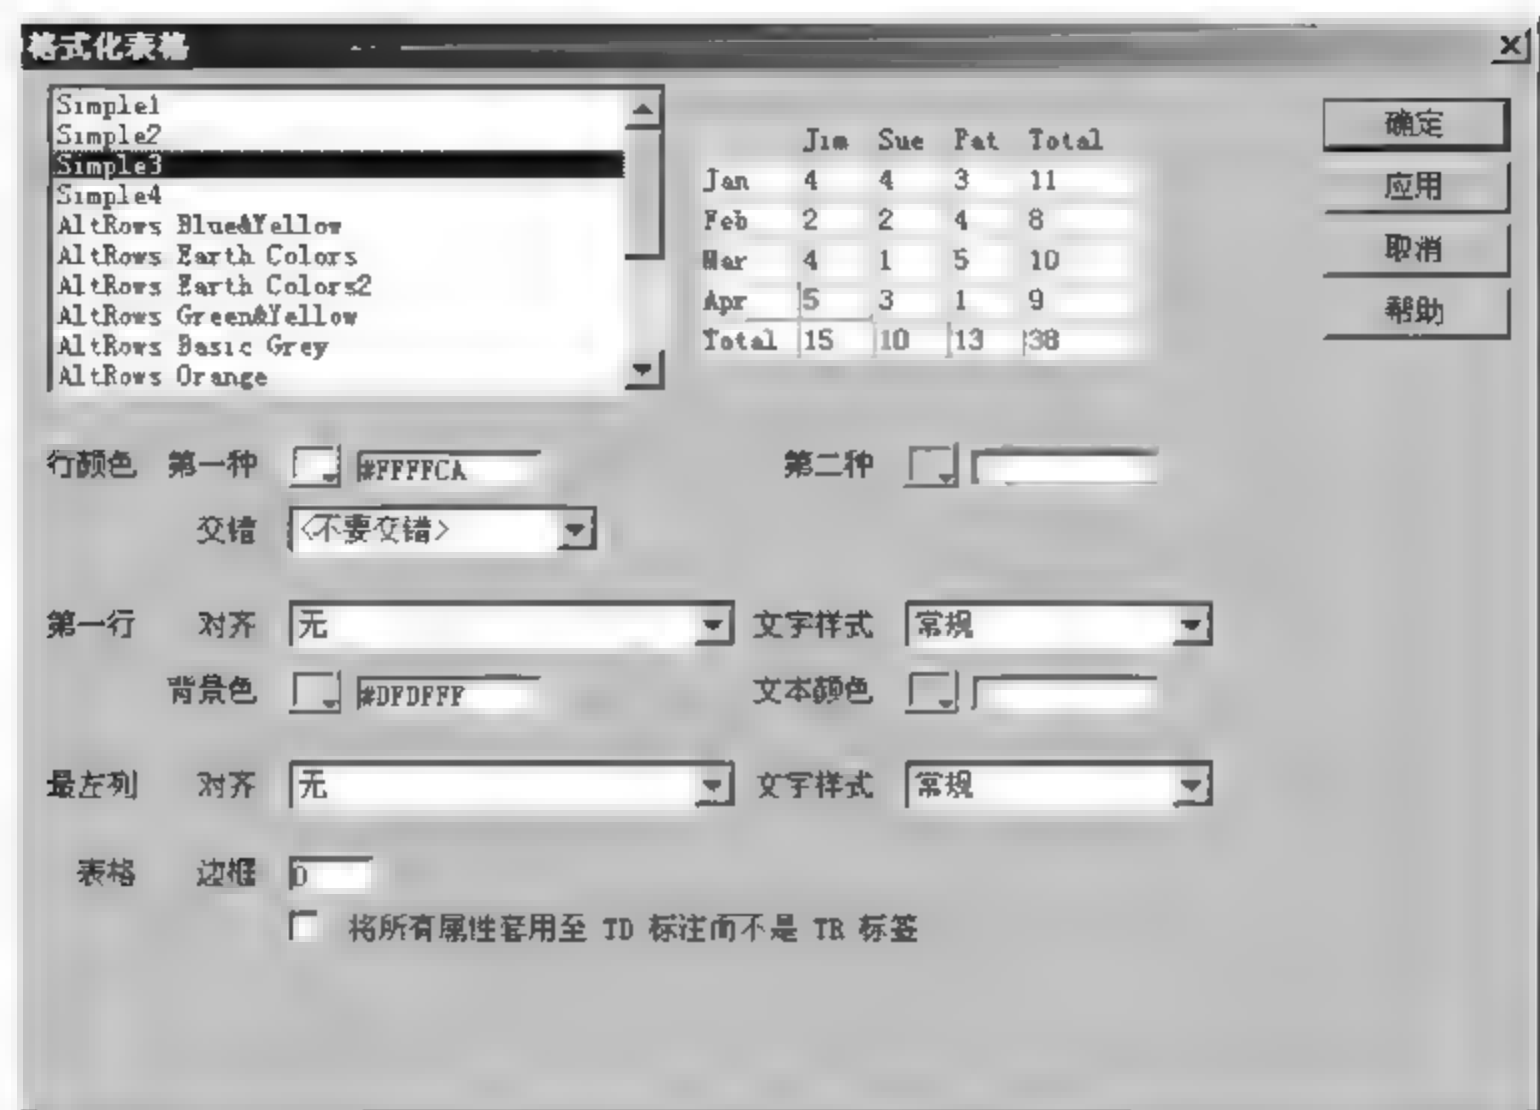 格式化表格
Simple1
Simple2
Simple3
Simple4
AltRows Blue&Yellow
AltRows Earth Colors
AltRows Earth Colors2
AltRows Green&Yellow
AltRows Basic Grey
AltRows Orange
Jim Sue Pat Total
Jan 4 4 3 11
Feb 2 2 4 8
Mar 4 1 5 10
Apr 5 3 1 9
Total 15 10 13 38
确定
应用
取消
帮助
行颜色 第一种 #FFFFCA 第二种
交错 <不要交错>
第一行 对齐 无 文字样式 常规
背景色 #DFDFFF 文本颜色
最左列 对齐 无 文字样式 常规
表格 边框 0
将所有属性套用至 TD 标注而不是 TR 标签